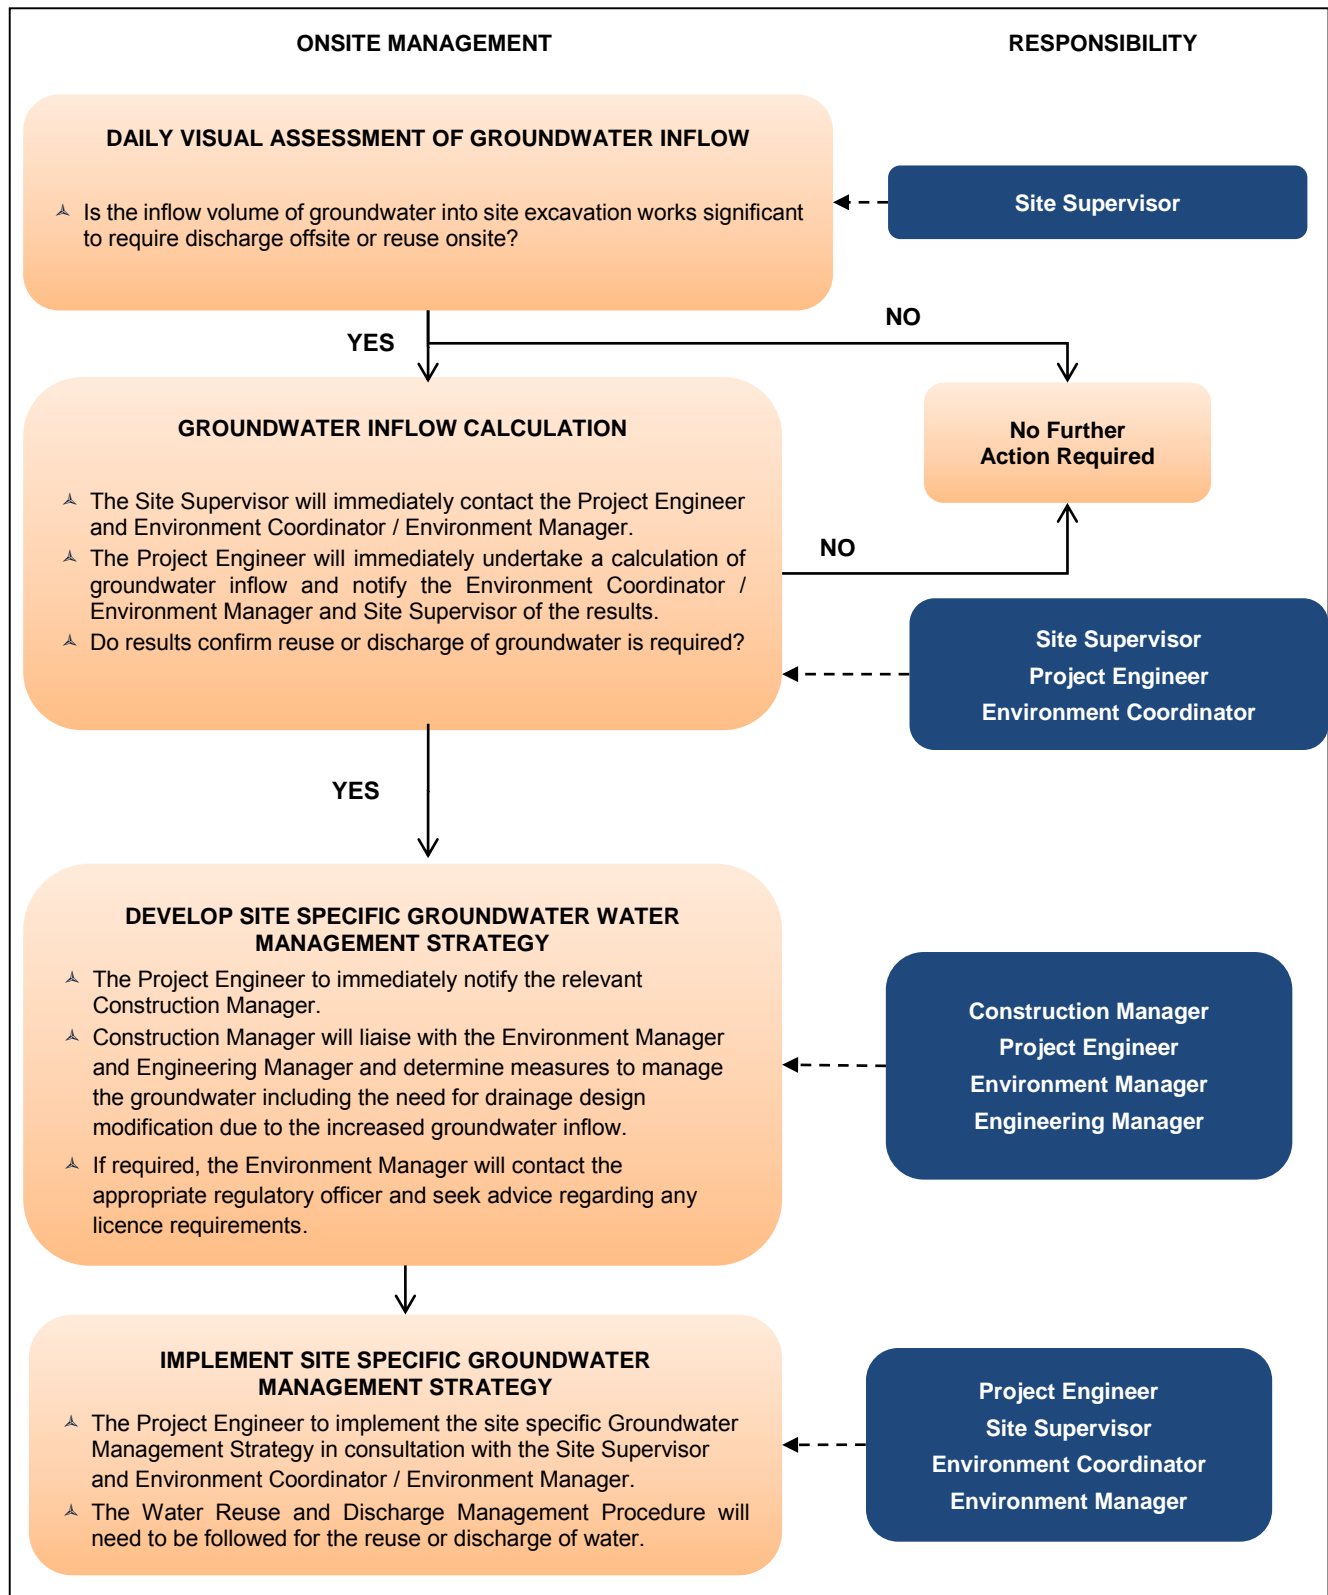 ONSITE MANAGEMENT
RESPONSIBILITY
DAILY VISUAL ASSESSMENT OF GROUNDWATER INFLOW
Is the inflow volume of groundwater into site excavation works significant
to require discharge offsite or reuse onsite?
Site Supervisor
YES
NO
GROUNDWATER INFLOW CALCULATION
The Site Supervisor will immediately contact the Project Engineer
and Environment Coordinator / Environment Manager.
The Project Engineer will immediately undertake a calculation of
groundwater inflow and notify the Environment Coordinator /
Environment Manager and Site Supervisor of the results.
Do results confirm reuse or discharge of groundwater is required?
No Further
Action Required
NO
Site Supervisor
Project Engineer
Environment Coordinator
YES
DEVELOP SITE SPECIFIC GROUNDWATER WATER
MANAGEMENT STRATEGY
The Project Engineer to immediately notify the relevant
Construction Manager.
Construction Manager will liaise with the Environment Manager
and Engineering Manager and determine measures to manage
the groundwater including the need for drainage design
modification due to the increased groundwater inflow.
If required, the Environment Manager will contact the
appropriate regulatory officer and seek advice regarding any
licence requirements.
Construction Manager
Project Engineer
Environment Manager
Engineering Manager
IMPLEMENT SITE SPECIFIC GROUNDWATER
MANAGEMENT STRATEGY
The Project Engineer to implement the site specific Groundwater
Management Strategy in consultation with the Site Supervisor
and Environment Coordinator / Environment Manager.
The Water Reuse and Discharge Management Procedure will
need to be followed for the reuse or discharge of water.
Project Engineer
Site Supervisor
Environment Coordinator
Environment Manager